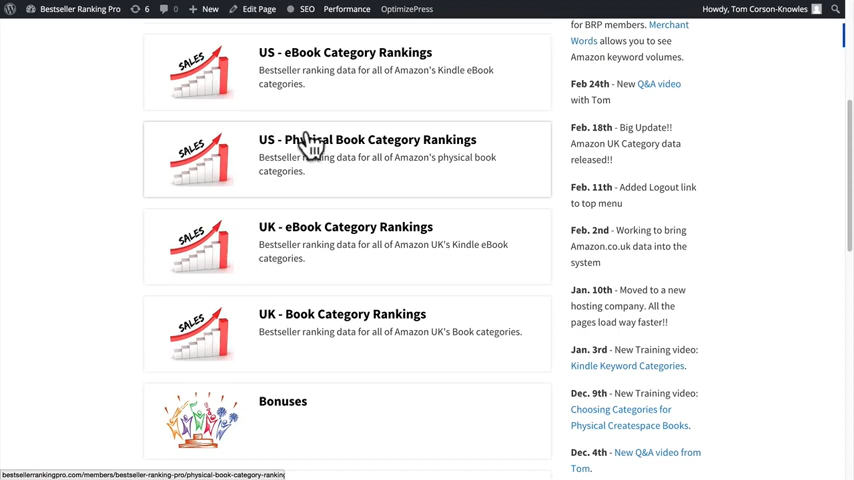 Bestseller Ranking Pro 6 0 New Edit Page SEO Performance OptimizePress Howdy, Tom Corson-Knowles
SALES
US - eBook Category Rankings
Bestseller ranking data for all of Amazon's Kindle eBook
categories.
SALES
US - Physical Book Category Rankings
Bestseller ranking data for all of Amazon's physical book
categories.
SALES
UK - eBook Category Rankings
Bestseller ranking data for all of Amazon UK's Kindle eBook
categories.
SALES
UK - Book Category Rankings
Bestseller ranking data for all of Amazon UK's Book categories.
Bonuses
for BRP members. Merchant
Words allows you to see
Amazon keyword volumes.
Feb 24th - New Q&A video
with Tom
Feb. 18th - Big Update!!
Amazon UK Category data
released!!
Feb. 11th - Added Logout link
to top menu
Feb. 2nd - Working to bring
Amazon.co.uk data into the
system
Jan. 10th - Moved to a new
hosting company. All the
pages load way faster!!
Jan. 3rd - New Training video:
Kindle Keyword Categories.
Dec. 9th - New Training video:
Choosing Categories for
Physical Createspace Books.
Dec. 4th - New Q&A video from
Tom.
bestsellerrankingpro.com/members/bestseller-ranking-pro/physical-book-category-ranking